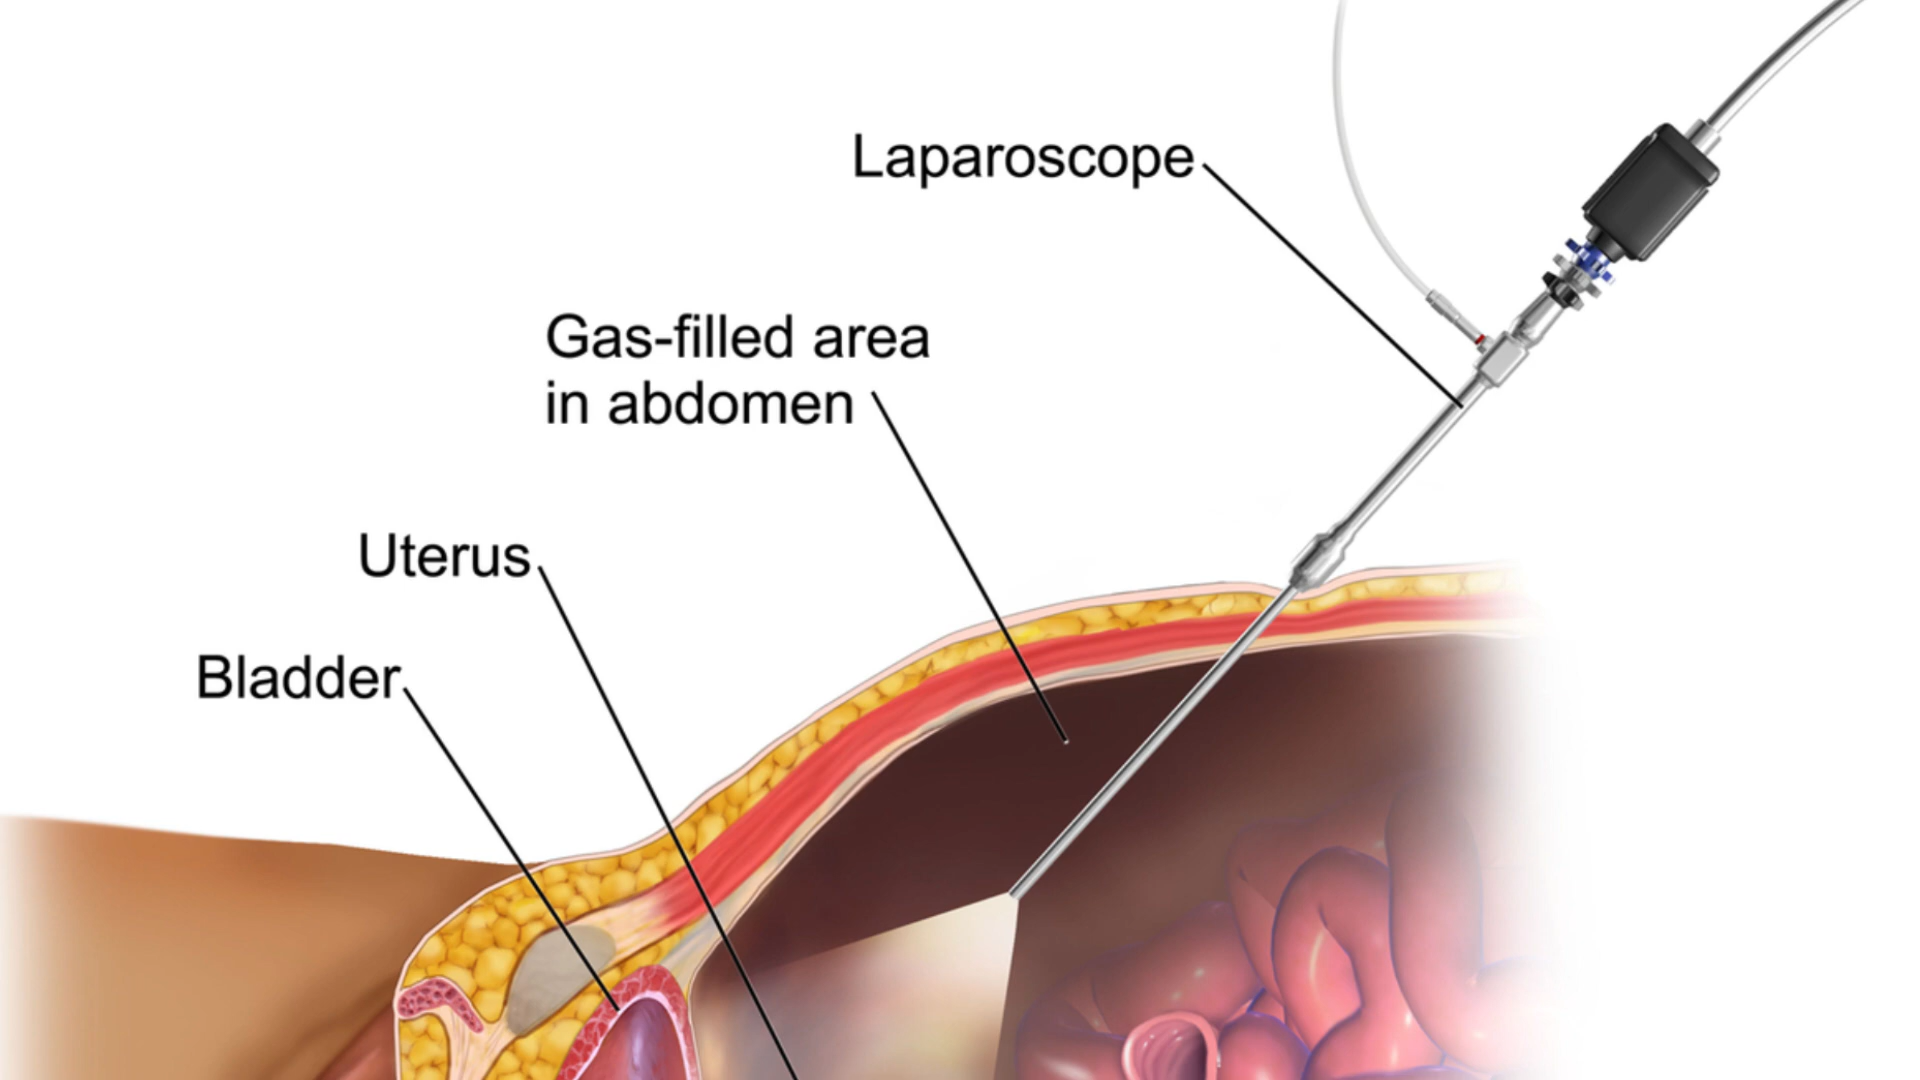 Laparoscope
Gas-filled area
in abdomen
Uterus
Bladder